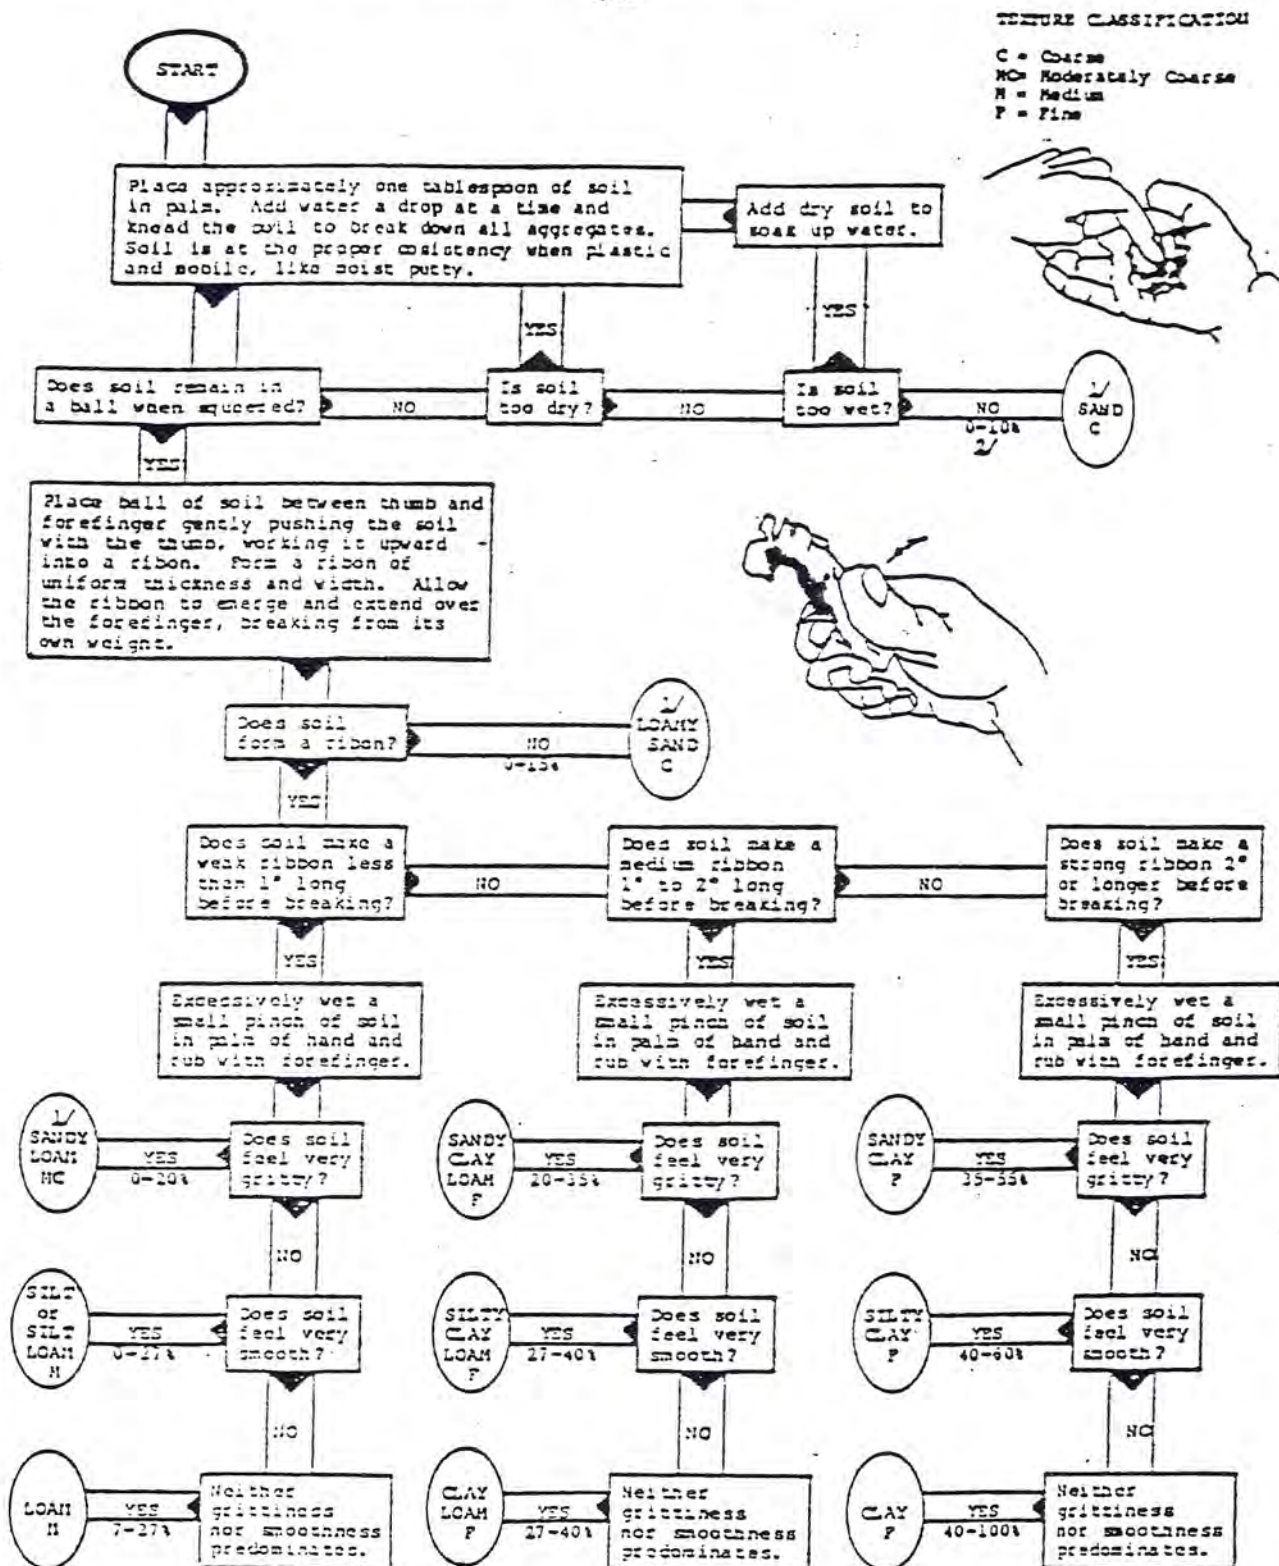 TEXTURE CLASSIFICATION
C = Coarse
MC= Moderately Coarse
M = Medium
F = Fine
START
Place approximately one tablespoon of soil
in palm. Add water a drop at a time and
knead the soil to break down all aggregates.
Soil is at the proper cosistency when plastic
and mobile, like moist putty.
Add dry soil to
soak up water.
YES
YES
Does soil remain in
a ball when squeezed?
NO
Is soil
too dry?
NO
Is soil
too wet?
NO
0-10%
2/
1/
SAND
C
YES
Place ball of soil between thumb and
forefinger gently pushing the soil
with the thumb, working it upward
into a ribon. Form a ribon of
uniform thickness and width. Allow
the ribbon to emerge and extend over
the forefinger, breaking from its
own weight.
Does soil
form a ribon?
NO
0-15%
1/
LOAMY
SAND
C
YES
Does soil make a
weak ribbon less
than 1" long
before breaking?
NO
Does soil make a
medium ribbon
1" to 2" long
before breaking?
NO
Does soil make a
strong ribbon 2"
or longer before
breaking?
YES
YES
YES
Excessively wet a
small pinch of soil
in palm of hand and
rub with forefinger.
Excessively wet a
small pinch of soil
in palm of hand and
rub with forefinger.
Excessively wet a
small pinch of soil
in palm of hand and
rub with forefinger.
1/
SANDY
LOAM
MC
YES
0-20%
Does soil
feel very
gritty?
SANDY
CLAY
LOAM
F
YES
20-35%
Does soil
feel very
gritty?
SANDY
CLAY
F
YES
35-55%
Does soil
feel very
gritty?
NO
NO
NO
SILT
or
SILT
LOAM
M
YES
0-27%
Does soil
feel very
smooth?
SILTY
CLAY
LOAM
F
YES
27-40%
Does soil
feel very
smooth?
SILTY
CLAY
F
YES
40-60%
Does soil
feel very
smooth?
NO
NO
NO
LOAM
M
YES
7-27%
Neither
grittiness
nor smoothness
predominates.
CLAY
LOAM
F
YES
27-40%
Neither
grittiness
nor smoothness
predominates.
CLAY
F
YES
40-100%
Neither
grittiness
nor smoothness
predominates.